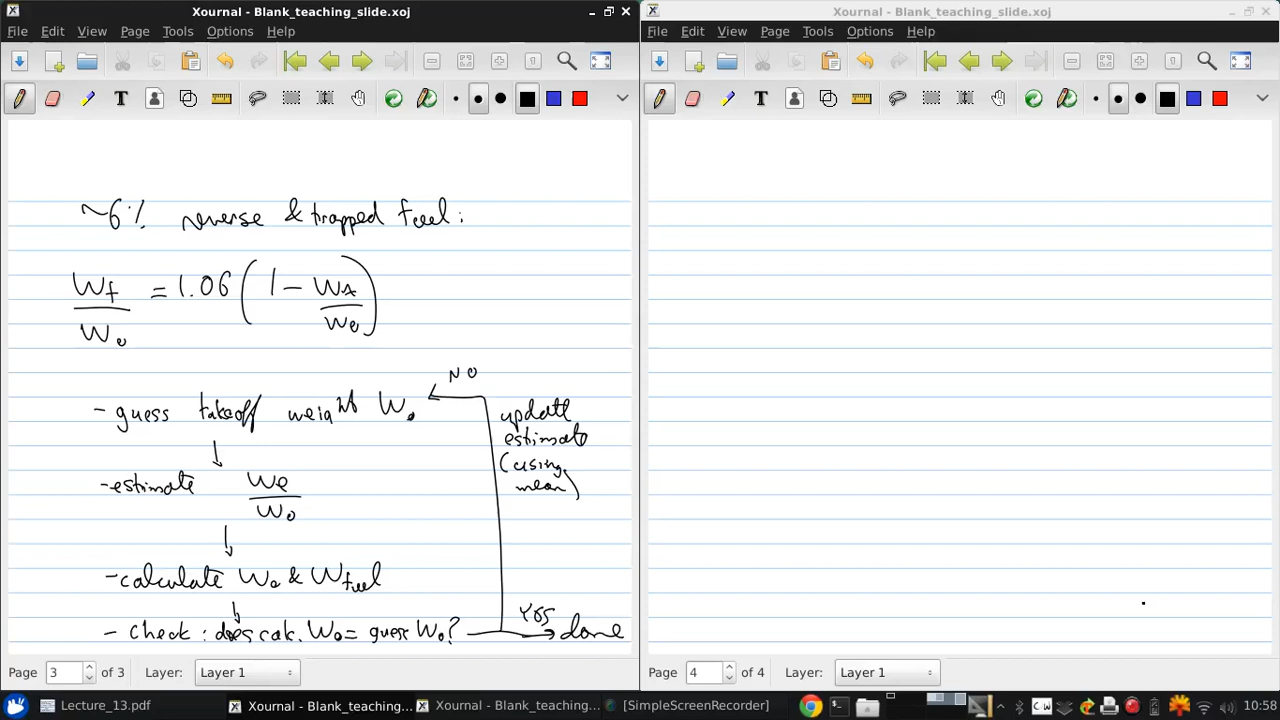 Xournal - Blank_teaching_slide.xoj
File Edit View Page Tools Options Help
~6% reverse & trapped fuel:
Wf/W₀ = 1.06 (1 - Wx/W₀)
NO
- guess takeoff weight W₀
update
estimate
(using
mean)
- estimate We/W₀
- calculate We & Wfuel
- check: does calc. W₀ = guess W₀? YES done
Page 3 of 3 Layer: Layer 1
Xournal - Blank_teaching_slide.xoj
File Edit View Page Tools Options Help
Page 4 of 4 Layer: Layer 1
Lecture_13.pdf Xournal - Blank_teaching... Xournal - Blank_teaching... [SimpleScreenRecorder] 10:58